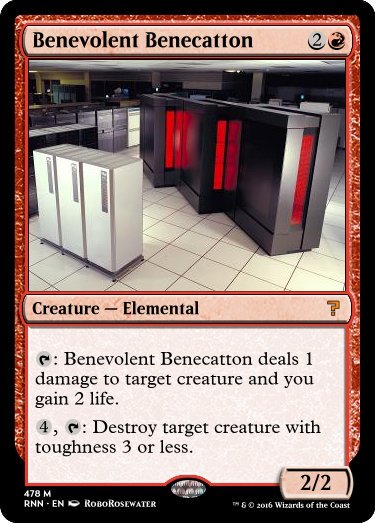 Benevolent Benecatton 2
Creature — Elemental
: Benevolent Benecatton deals 1
damage to target creature and you
gain 2 life.
4, : Destroy target creature with
toughness 3 or less.
2/2
478 M
RNN • EN RoboRosewater
™ & © 2016 Wizards of the Coast